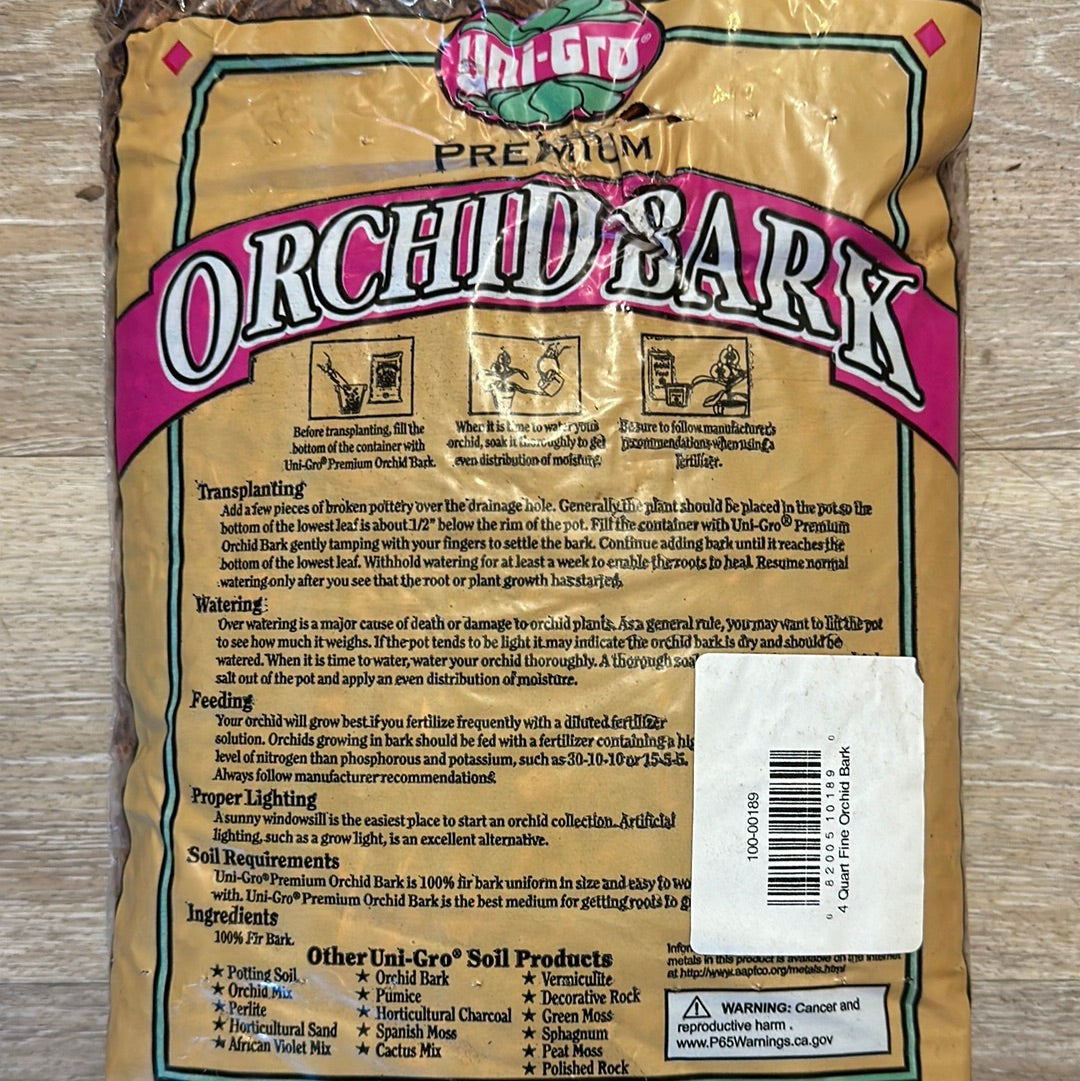 Uni-Gro®
PREMIUM
ORCHID BARK
Before transplanting, fill the
bottom of the container with
Uni-Gro® Premium Orchid Bark.
When it is time to water your
orchid, soak it thoroughly to get
even distribution of moisture.
Be sure to follow manufacturer's
recommendations when using a
fertilizer.
Transplanting
Add a few pieces of broken pottery over the drainage hole. Generally the plant should be placed in the pot so the
bottom of the lowest leaf is about 1/2" below the rim of the pot. Fill the container with Uni-Gro® Premium
Orchid Bark gently tamping with your fingers to settle the bark. Continue adding bark until it reaches the
bottom of the lowest leaf. Withhold watering for at least a week to enable the roots to heal. Resume normal
watering only after you see that the root or plant growth has started.
Watering:
Over watering is a major cause of death or damage to orchid plants. As a general rule, you may want to lift the pot
to see how much it weighs. If the pot tends to be light it may indicate the orchid bark is dry and should be
watered. When it is time to water, water your orchid thoroughly. A thorough
salt out of the pot and apply an even distribution of moisture.
Feeding
Your orchid will grow best if you fertilize frequently with a diluted fertilizer
solution. Orchids growing in bark should be fed with a fertilizer containing a
level of nitrogen than phosphorous and potassium, such as 30-10-10 or 15-5-5.
Always follow manufacturer recommendations.
Proper Lighting
A sunny windowsill is the easiest place to start an orchid collection. Artificial
lighting, such as a grow light, is an excellent alternative.
Soil Requirements
Uni-Gro® Premium Orchid Bark is 100% fir bark uniform in size and easy to
with. Uni-Gro® Premium Orchid Bark is the best medium for getting roots to
Ingredients
100% Fir Bark.
Other Uni-Gro® Soil Products
★ Potting Soil
★ Orchid Mix
★ Perlite
★ Horticultural Sand
★ African Violet Mix
★ Orchid Bark
★ Pumice
★ Horticultural Charcoal
★ Spanish Moss
★ Cactus Mix
★ Vermiculite
★ Decorative Rock
★ Green Moss
★ Sphagnum
★ Peat Moss
★ Polished Rock
100-00189
0 82005 10189 0
4 Quart Fine Orchid Bark
metals in this product is available on the internet
at http://www.aapfco.org/metals.html
WARNING: Cancer and
reproductive harm .
www.P65Warnings.ca.gov